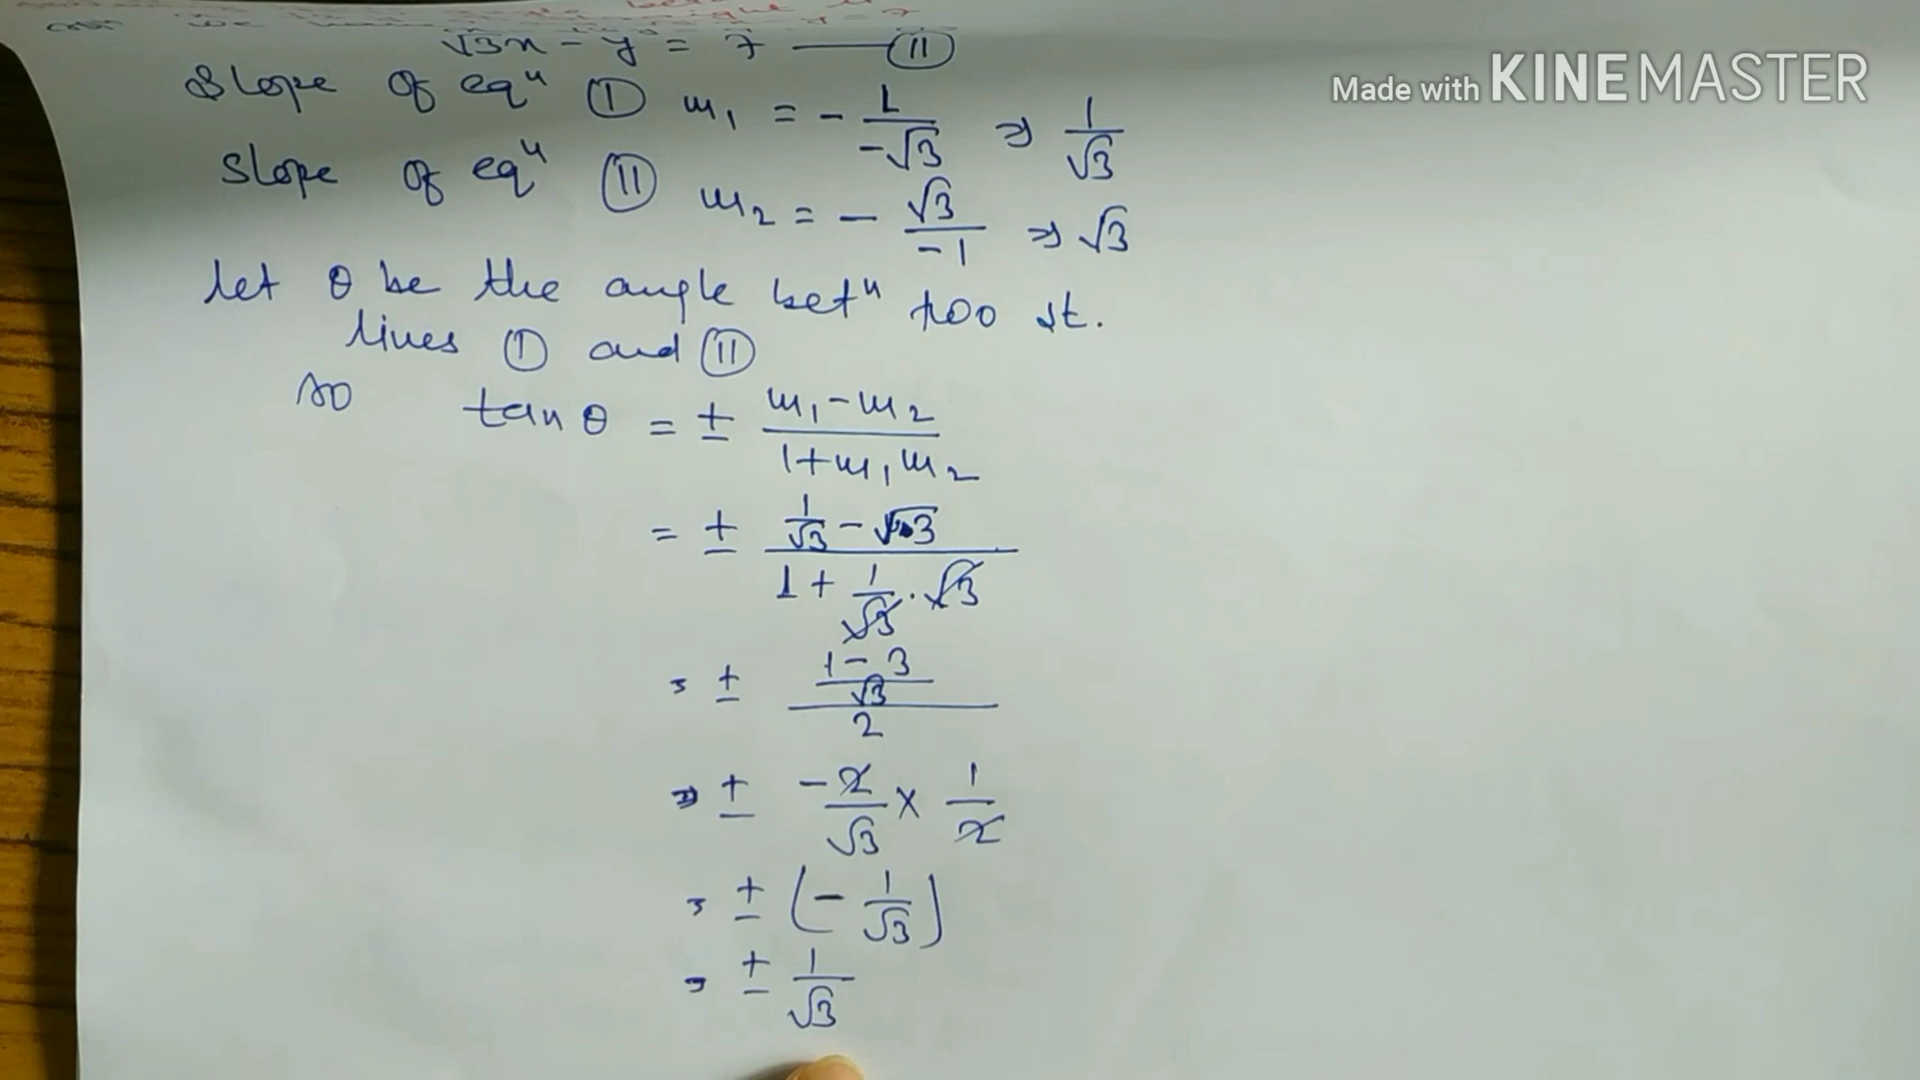 √3x - y = 7 —— (II)
Made with KINEMASTER
Slope of eqⁿ (I) m₁ = - 1/-√3 ⇒ 1/√3
Slope of eqⁿ (II) m₂ = - √3/-1 ⇒ √3
let θ be the angle betⁿ two st.
lines (I) and (II)
so tan θ = ± m₁-m₂/1+m₁m₂
= ± 1/√3 - √3 / 1 + 1/√3 . √3
= ± 1-3/√3 / 2
⇒ ± -2/√3 × 1/2
= ± (- 1/√3)
= ± 1/√3